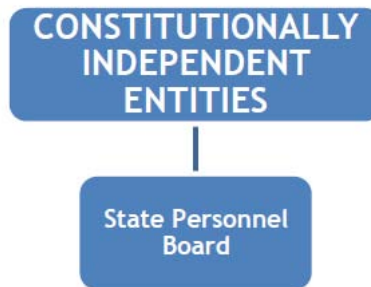 CONSTITUTIONALLY
INDEPENDENT
ENTITIES
State Personnel
Board